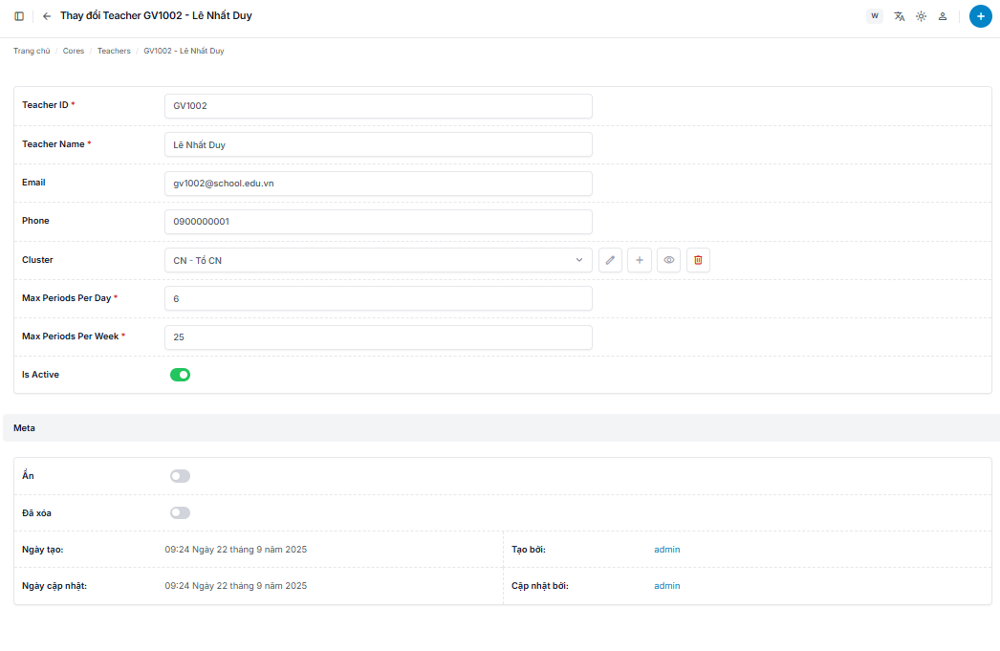 Thay đổi Teacher GV1002 - Lê Nhất Duy
W
Trang chủ / Cores / Teachers / GV1002 - Lê Nhất Duy
Teacher ID * GV1002
Teacher Name * Lê Nhất Duy
Email gv1002@school.edu.vn
Phone 0900000001
Cluster CN - Tổ CN
Max Periods Per Day * 6
Max Periods Per Week * 25
Is Active
Meta
Ẩn
Đã xóa
Ngày tạo: 09:24 Ngày 22 tháng 9 năm 2025 Tạo bởi: admin
Ngày cập nhật: 09:24 Ngày 22 tháng 9 năm 2025 Cập nhật bởi: admin